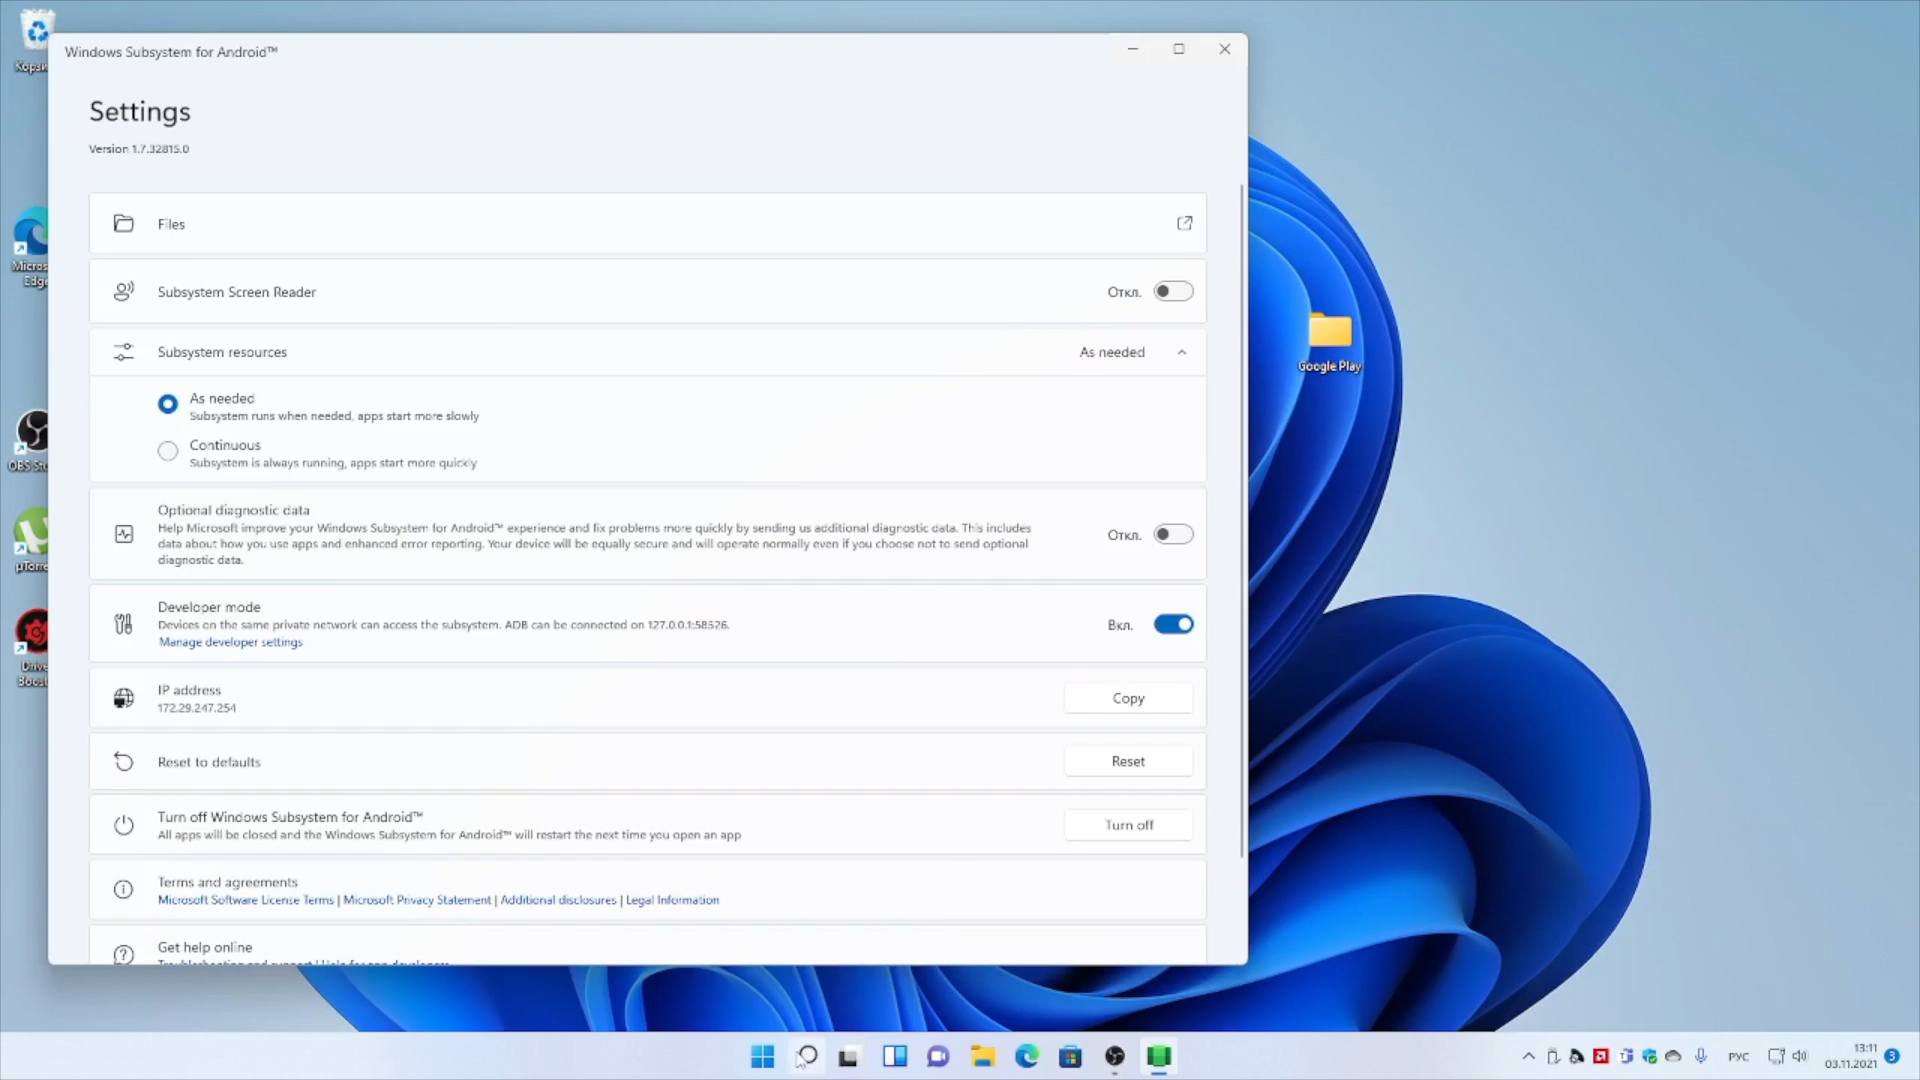 Windows Subsystem for Android™
Settings
Version 1.7.32815.0
Files
Subsystem Screen Reader
Откл.
Subsystem resources
As needed
As needed
Subsystem runs when needed, apps start more slowly
Continuous
Subsystem is always running, apps start more quickly
Optional diagnostic data
Help Microsoft improve your Windows Subsystem for Android™ experience and fix problems more quickly by sending us additional diagnostic data. This includes
data about how you use apps and enhanced error reporting. Your device will be equally secure and will operate normally even if you choose not to send optional
diagnostic data.
Откл.
Developer mode
Devices on the same private network can access the subsystem. ADB can be connected on 127.0.0.1:58526.
Manage developer settings
Вкл.
IP address
172.29.247.254
Copy
Reset to defaults
Reset
Turn off Windows Subsystem for Android™
All apps will be closed and the Windows Subsystem for Android™ will restart the next time you open an app
Turn off
Terms and agreements
Microsoft Software License Terms | Microsoft Privacy Statement | Additional disclosures | Legal Information
Get help online
Troubleshooting and support | Help for app developers
Google Play
Edge
РУС
13:11
03.11.2021
3